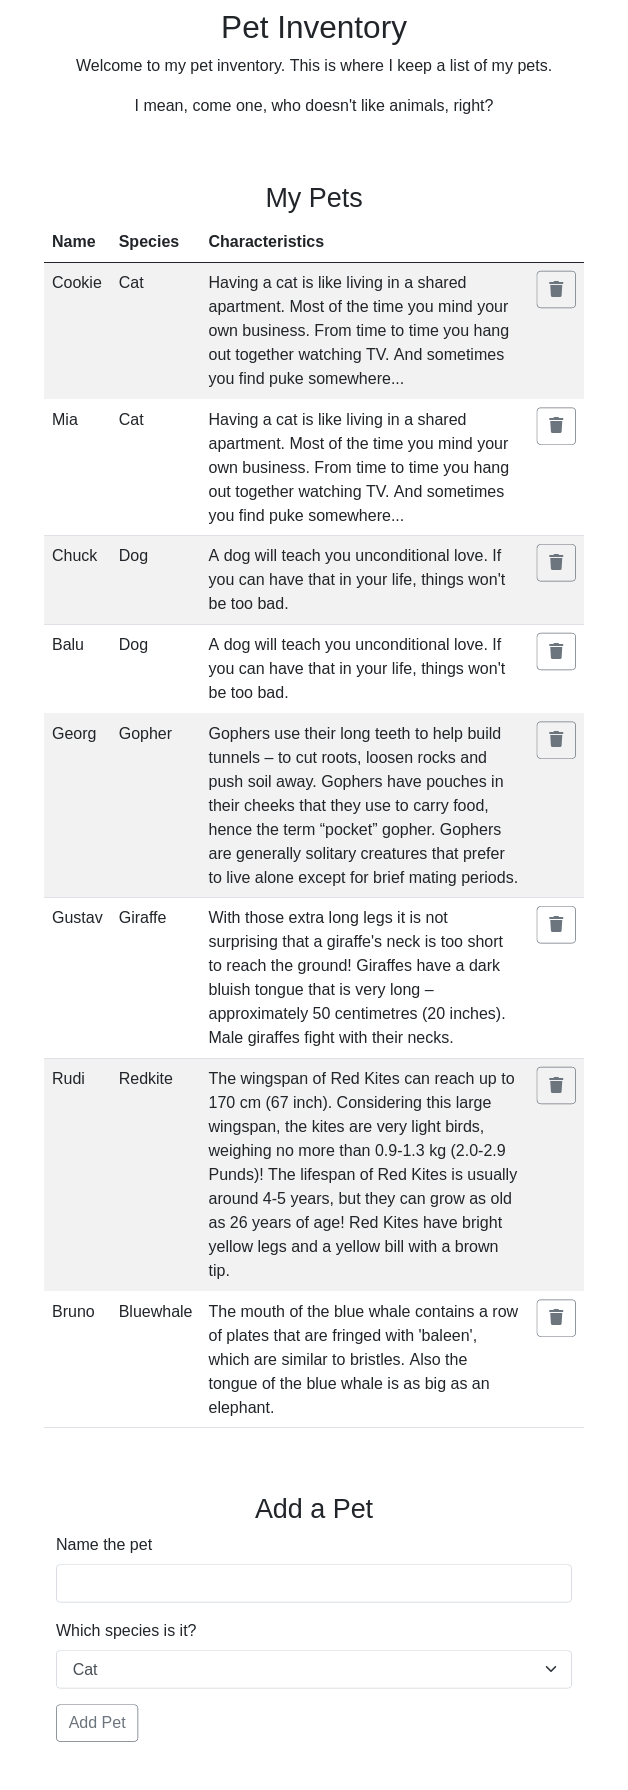 Pet Inventory
Welcome to my pet inventory. This is where I keep a list of my pets.
I mean, come one, who doesn't like animals, right?
My Pets
Name Species Characteristics
Cookie Cat Having a cat is like living in a shared
apartment. Most of the time you mind your
own business. From time to time you hang
out together watching TV. And sometimes
you find puke somewhere...
Mia Cat Having a cat is like living in a shared
apartment. Most of the time you mind your
own business. From time to time you hang
out together watching TV. And sometimes
you find puke somewhere...
Chuck Dog A dog will teach you unconditional love. If
you can have that in your life, things won't
be too bad.
Balu Dog A dog will teach you unconditional love. If
you can have that in your life, things won't
be too bad.
Georg Gopher Gophers use their long teeth to help build
tunnels – to cut roots, loosen rocks and
push soil away. Gophers have pouches in
their cheeks that they use to carry food,
hence the term “pocket” gopher. Gophers
are generally solitary creatures that prefer
to live alone except for brief mating periods.
Gustav Giraffe With those extra long legs it is not
surprising that a giraffe's neck is too short
to reach the ground! Giraffes have a dark
bluish tongue that is very long –
approximately 50 centimetres (20 inches).
Male giraffes fight with their necks.
Rudi Redkite The wingspan of Red Kites can reach up to
170 cm (67 inch). Considering this large
wingspan, the kites are very light birds,
weighing no more than 0.9-1.3 kg (2.0-2.9
Punds)! The lifespan of Red Kites is usually
around 4-5 years, but they can grow as old
as 26 years of age! Red Kites have bright
yellow legs and a yellow bill with a brown
tip.
Bruno Bluewhale The mouth of the blue whale contains a row
of plates that are fringed with 'baleen',
which are similar to bristles. Also the
tongue of the blue whale is as big as an
elephant.
Add a Pet
Name the pet
Which species is it?
Cat
Add Pet